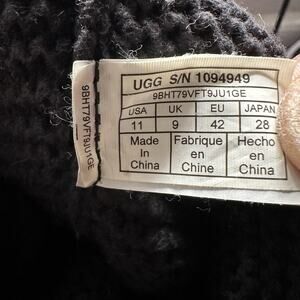 UGG S/N 1094949
9BHT79VFT9JU1GE
USA UK EU JAPAN
11 9 42 28
Made in China
Fabrique en Chine
Hecho en China
9BHT79VFT9JU1GE